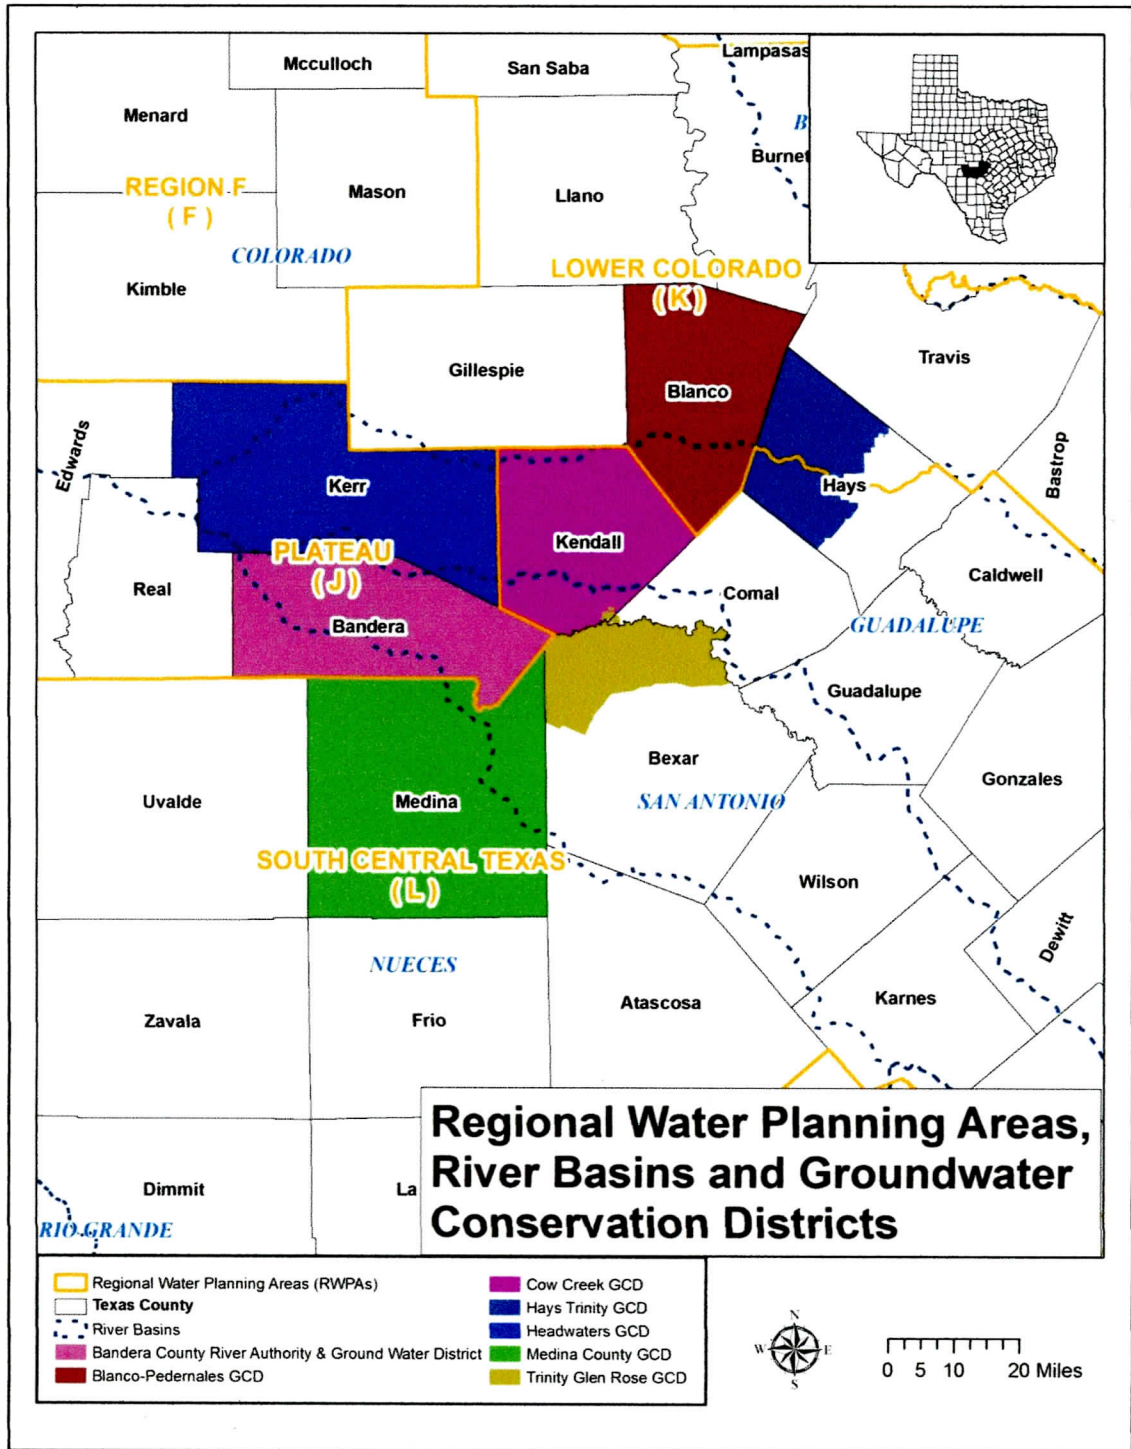 Lampasas
Mcculloch
San Saba
Menard
B
Burnet
REGION F
( F )
Mason
Llano
COLORADO
LOWER COLORADO
( K )
Kimble
Gillespie
Travis
Blanco
Edwards
Bastrop
Kerr
Hays
Kendall
PLATEAU
( J )
Caldwell
Real
Comal
Bandera
GUADALUPE
Guadalupe
Bexar
Gonzales
Uvalde
Medina
SAN ANTONIO
SOUTH CENTRAL TEXAS
( L )
Wilson
Dewitt
NUECES
Karnes
Atascosa
Zavala
Frio
Regional Water Planning Areas,
River Basins and Groundwater
Conservation Districts
Dimmit
La
RIO GRANDE
Regional Water Planning Areas (RWPAs)
Texas County
River Basins
Bandera County River Authority & Ground Water District
Blanco-Pedernales GCD
Cow Creek GCD
Hays Trinity GCD
Headwaters GCD
Medina County GCD
Trinity Glen Rose GCD
N
W
E
S
0 5 10 20 Miles